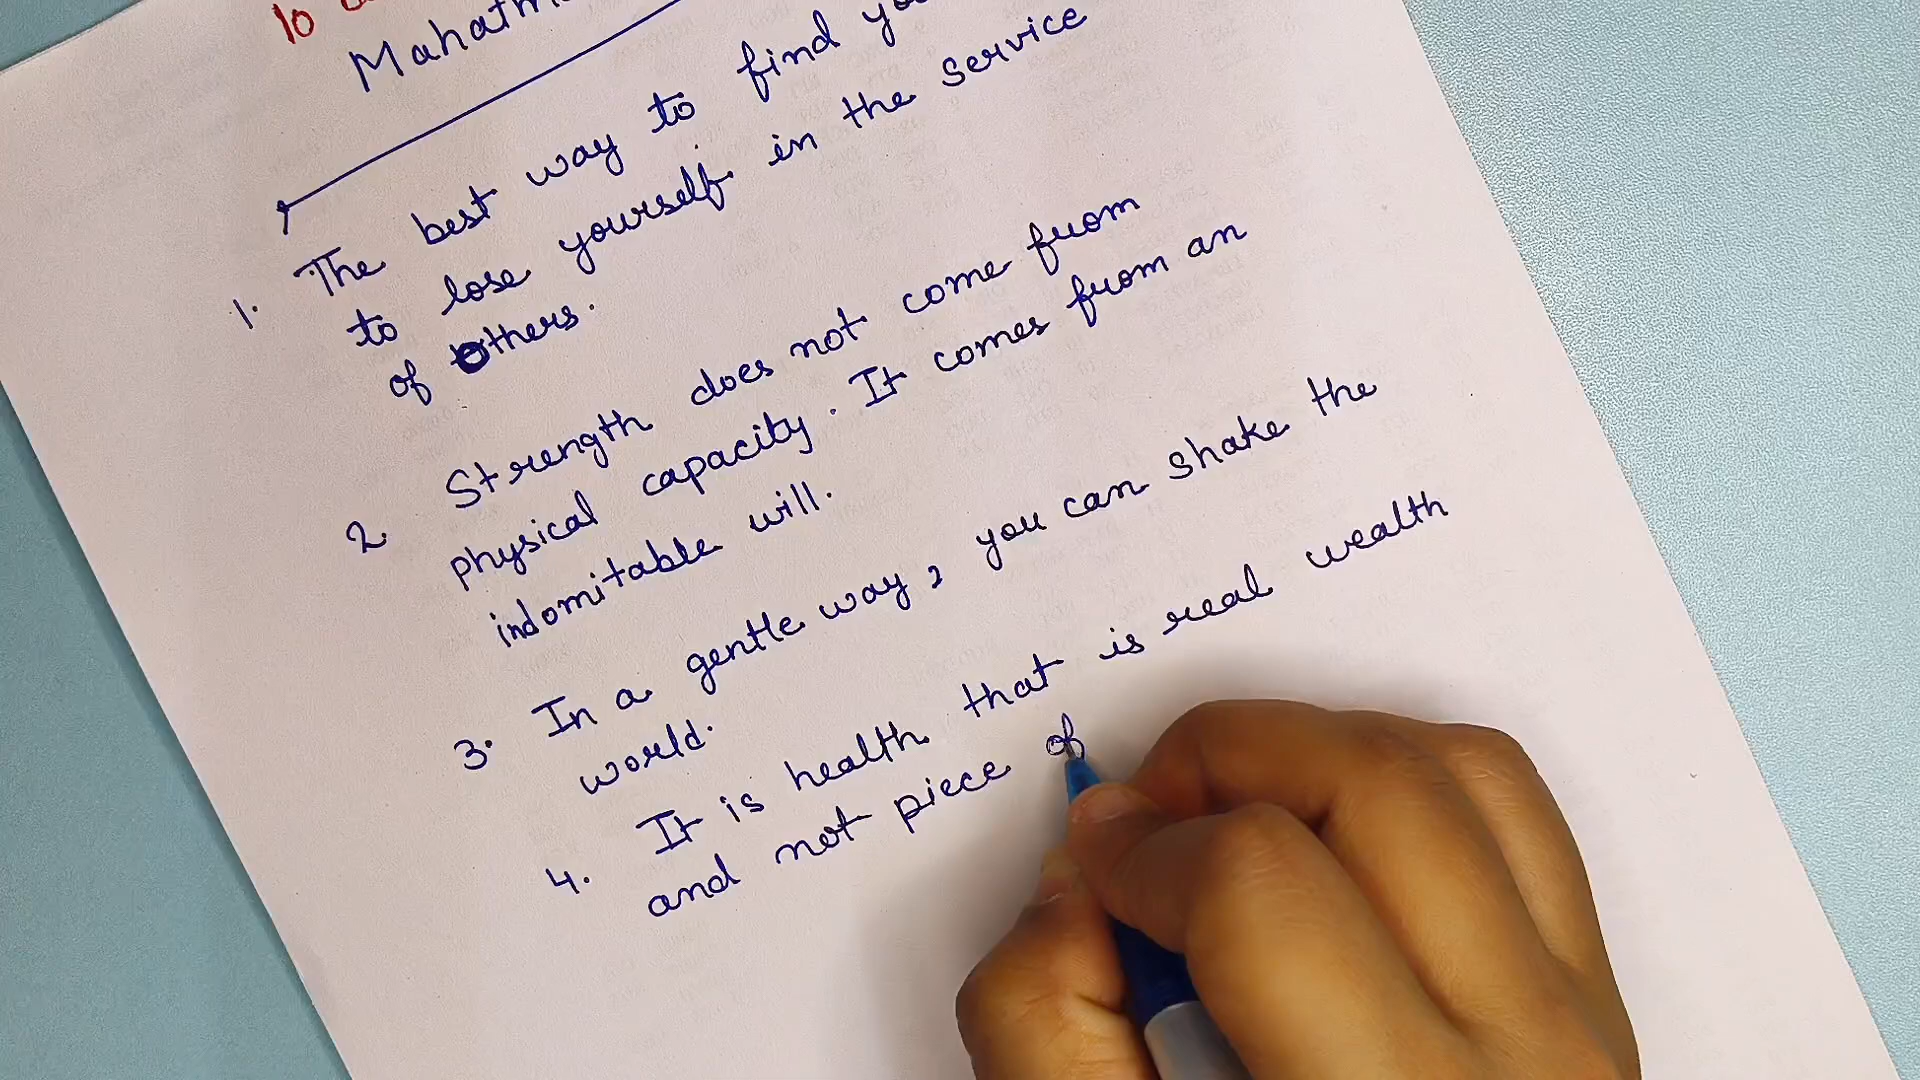 10
1. The best way to find
to lose yourself in the service
of others.
2. Strength does not come from
physical capacity. It comes from an
indomitable will.
3. In a gentle way, you can shake the
world.
4. It is health that is real wealth
and not piece of